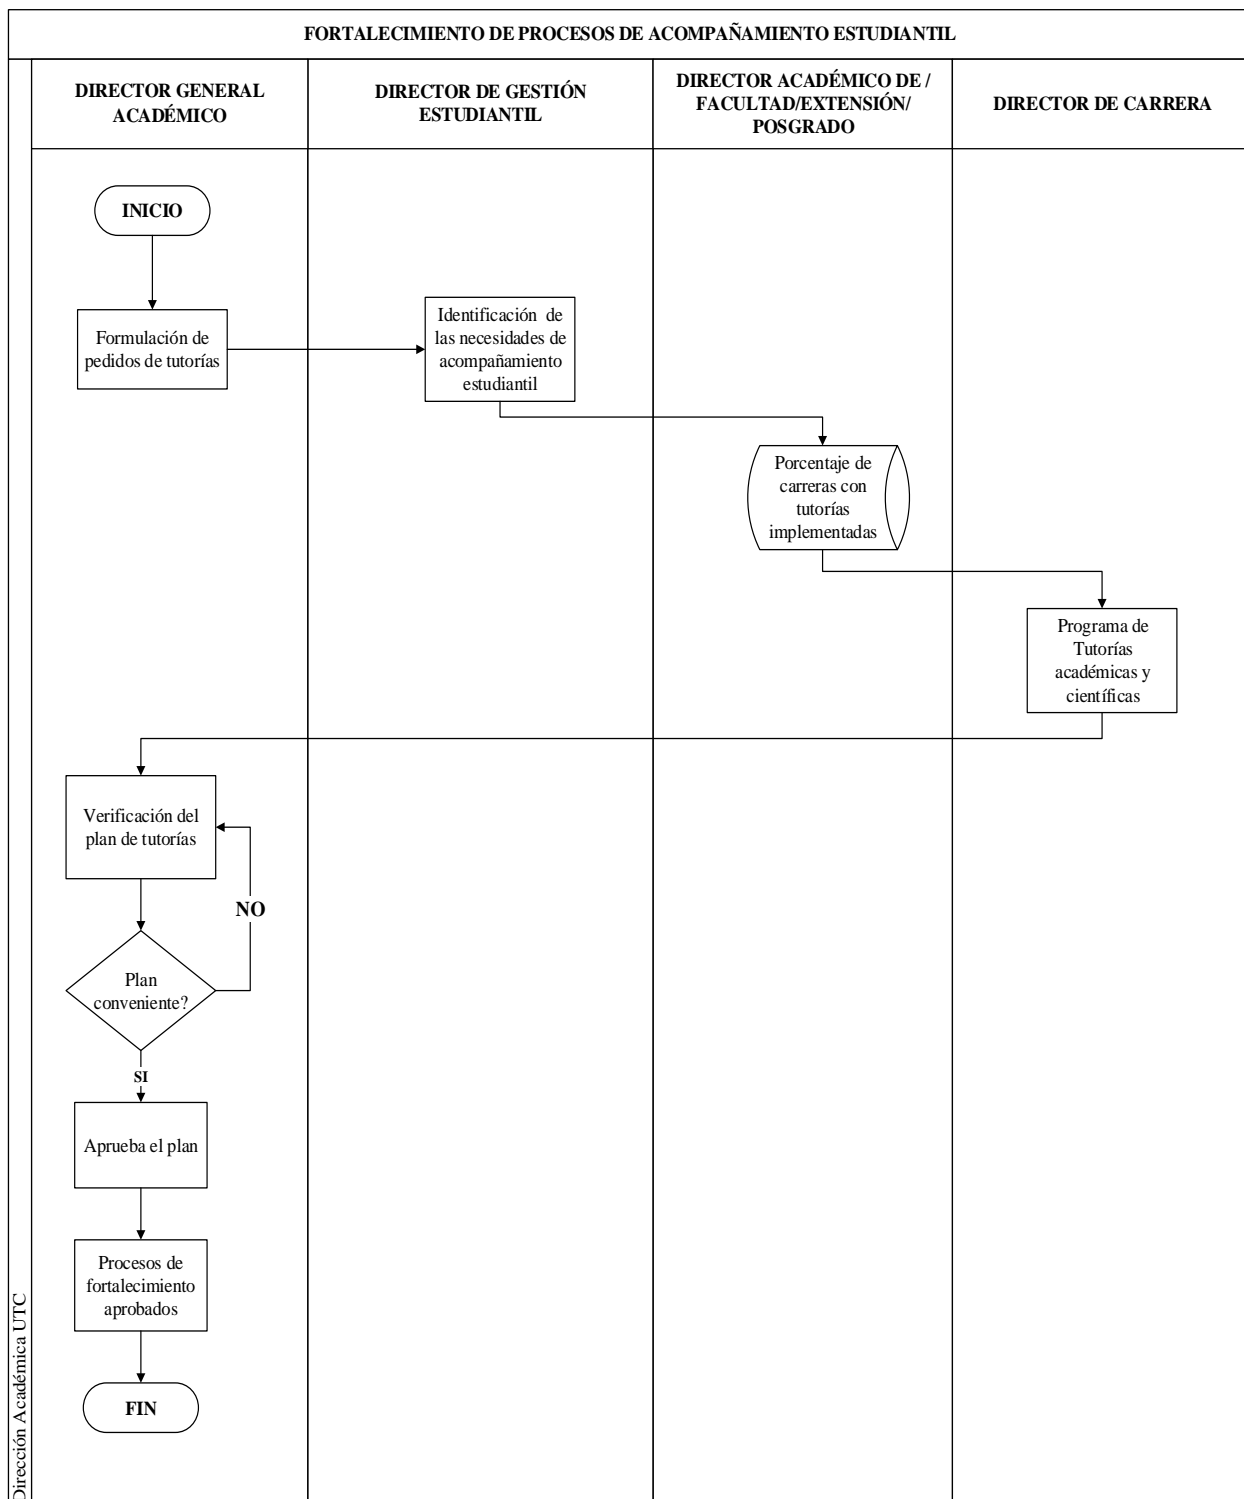 FORTALECIMIENTO DE PROCESOS DE ACOMPAÑAMIENTO ESTUDIANTIL
DIRECTOR GENERAL
ACADÉMICO
DIRECTOR DE GESTIÓN
ESTUDIANTIL
DIRECTOR ACADÉMICO DE /
FACULTAD/EXTENSIÓN/
POSGRADO
DIRECTOR DE CARRERA
INICIO
Formulación de
pedidos de tutorías
Identificación de
las necesidades de
acompañamiento
estudiantil
Porcentaje de
carreras con
tutorías
implementadas
Programa de
Tutorías
académicas y
científicas
Verificación del
plan de tutorías
NO
Plan
conveniente?
SI
Aprueba el plan
Procesos de
fortalecimiento
aprobados
FIN
Dirección Académica UTC